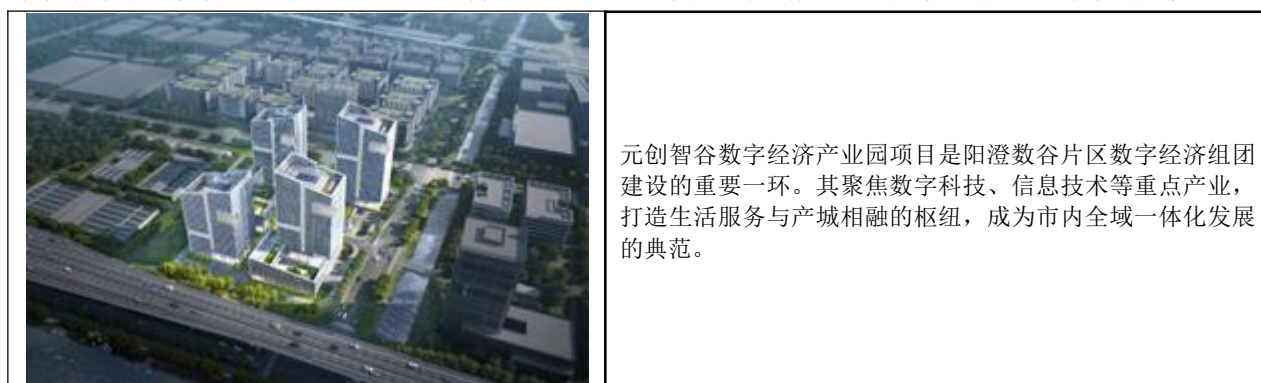 元创智谷数字经济产业园项目是阳澄数谷片区数字经济组团
建设的重要一环。其聚焦数字科技、信息技术等重点产业，
打造生活服务与产城相融的枢纽，成为市内全域一体化发展
的典范。